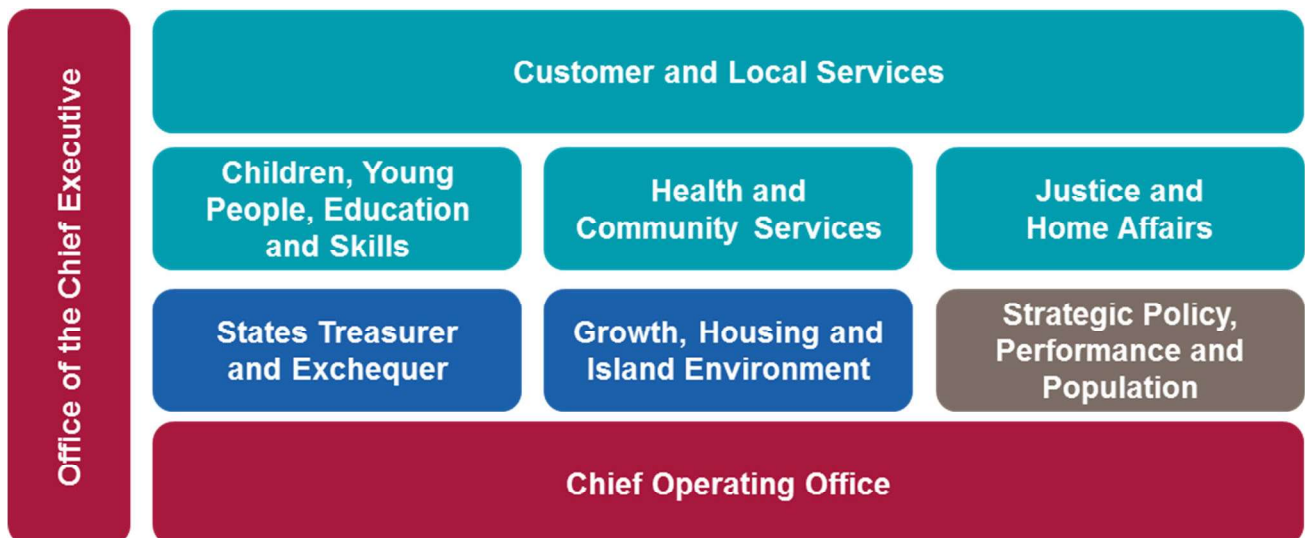 Office of the Chief Executive
Customer and Local Services
Children, Young
People, Education
and Skills
Health and
Community Services
Justice and
Home Affairs
States Treasurer
and Exchequer
Growth, Housing and
Island Environment
Strategic Policy,
Performance and
Population
Chief Operating Office